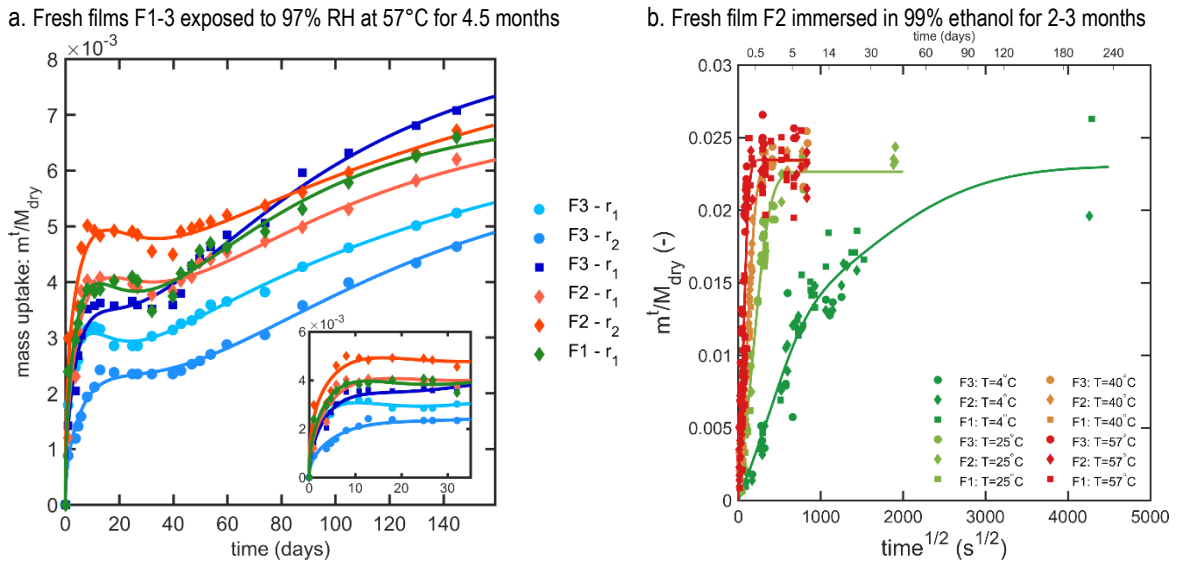 a. Fresh films F1-3 exposed to 97% RH at 57°C for 4.5 months
×10⁻³
8
7
6
5
4
3
2
1
0
mass uptake: mᵗ/M_dry
0 20 40 60 80 100 120 140
time (days)
6 ×10⁻³
4
2
0
0 10 20 30
F3 - r₁
F3 - r₂
F3 - r₁
F2 - r₁
F2 - r₂
F1 - r₁
b. Fresh film F2 immersed in 99% ethanol for 2-3 months
time (days)
0.5 5 14 30 60 90 120 180 240
0.03
0.025
0.02
0.015
0.01
0.005
0
mᵗ/M_dry (-)
F3: T=4°C
F2: T=4°C
F1: T=4°C
F3: T=25°C
F2: T=25°C
F1: T=25°C
F3: T=40°C
F2: T=40°C
F1: T=40°C
F3: T=57°C
F2: T=57°C
F1: T=57°C
0 1000 2000 3000 4000 5000
time^1/2 (s^1/2)